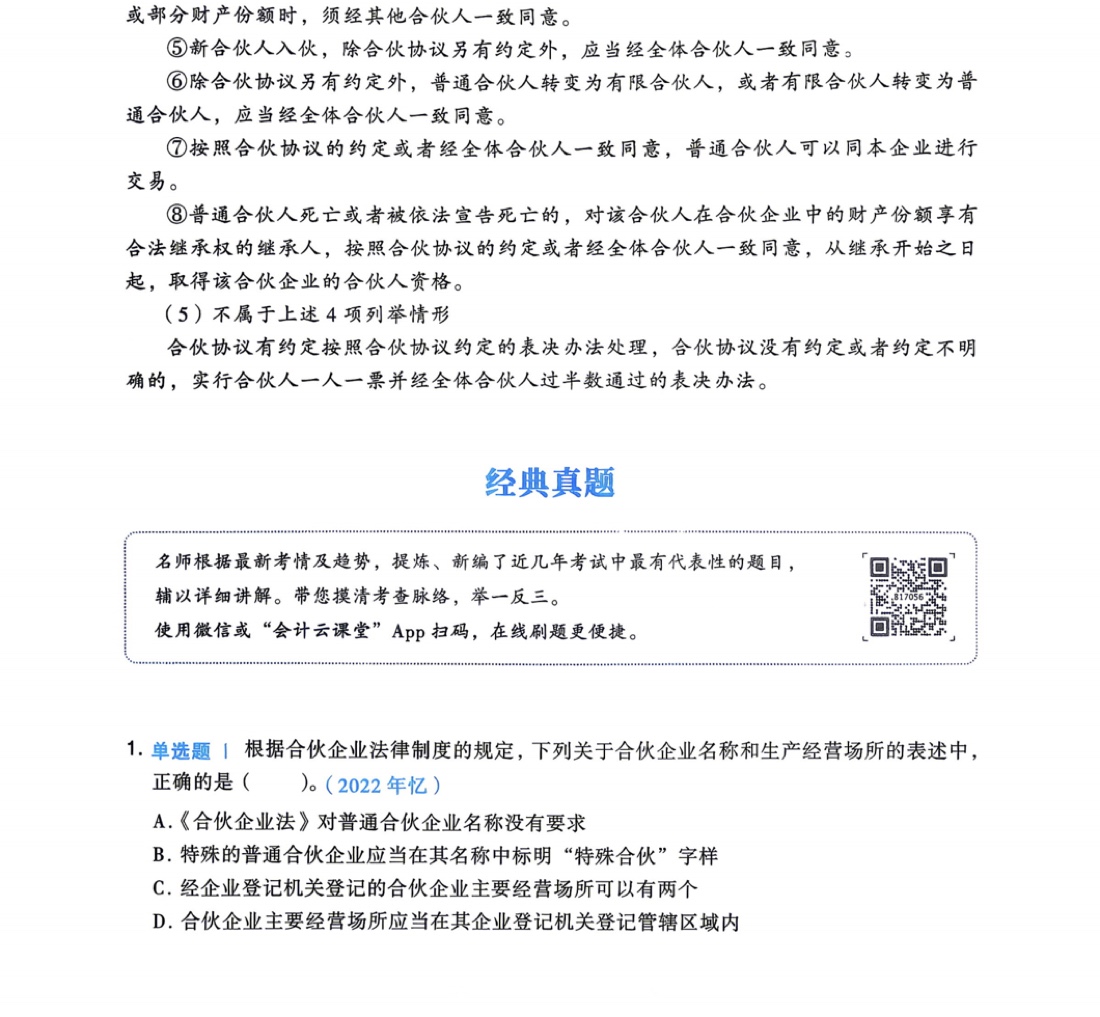 或部分财产份额时，须经其他合伙人一致同意。
⑤新合伙人入伙，除合伙协议另有约定外，应当经全体合伙人一致同意。
⑥除合伙协议另有约定外，普通合伙人转变为有限合伙人，或者有限合伙人转变为普
通合伙人，应当经全体合伙人一致同意。
⑦按照合伙协议的约定或者经全体合伙人一致同意，普通合伙人可以同本企业进行
交易。
⑧普通合伙人死亡或者被依法宣告死亡的，对该合伙人在合伙企业中的财产份额享有
合法继承权的继承人，按照合伙协议的约定或者经全体合伙人一致同意，从继承开始之日
起，取得该合伙企业的合伙人资格。
（5）不属于上述 4 项列举情形
合伙协议有约定按照合伙协议约定的表决办法处理，合伙协议没有约定或者约定不明
确的，实行合伙人一人一票并经全体合伙人过半数通过的表决办法。
经典真题
名师根据最新考情及趋势，提炼、新编了近几年考试中最有代表性的题目，
辅以详细讲解。带您摸清考查脉络，举一反三。
使用微信或“会计云课堂”App 扫码，在线刷题更便捷。
817056
1. 单选题 | 根据合伙企业法律制度的规定，下列关于合伙企业名称和生产经营场所的表述中，
正确的是（　　）。（2022 年忆）
A.《合伙企业法》对普通合伙企业名称没有要求
B. 特殊的普通合伙企业应当在其名称中标明“特殊合伙”字样
C. 经企业登记机关登记的合伙企业主要经营场所可以有两个
D. 合伙企业主要经营场所应当在其企业登记机关登记管辖区域内